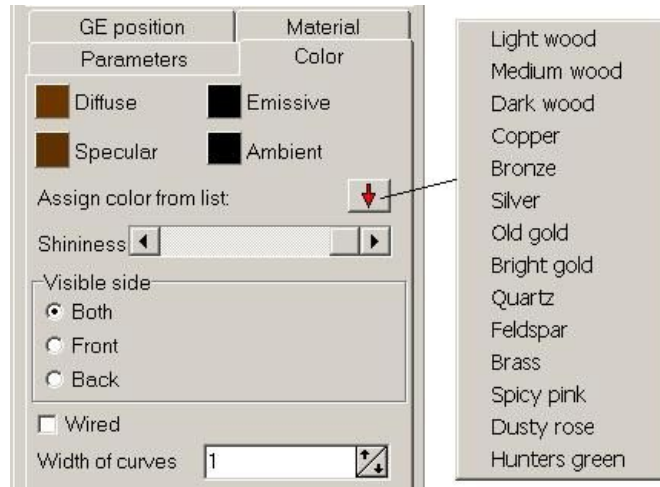 GE position Material
Parameters Color
Diffuse Emissive
Specular Ambient
Assign color from list:
Shininess
Visible side
Both
Front
Back
Wired
Width of curves 1
Light wood
Medium wood
Dark wood
Copper
Bronze
Silver
Old gold
Bright gold
Quartz
Feldspar
Brass
Spicy pink
Dusty rose
Hunters green